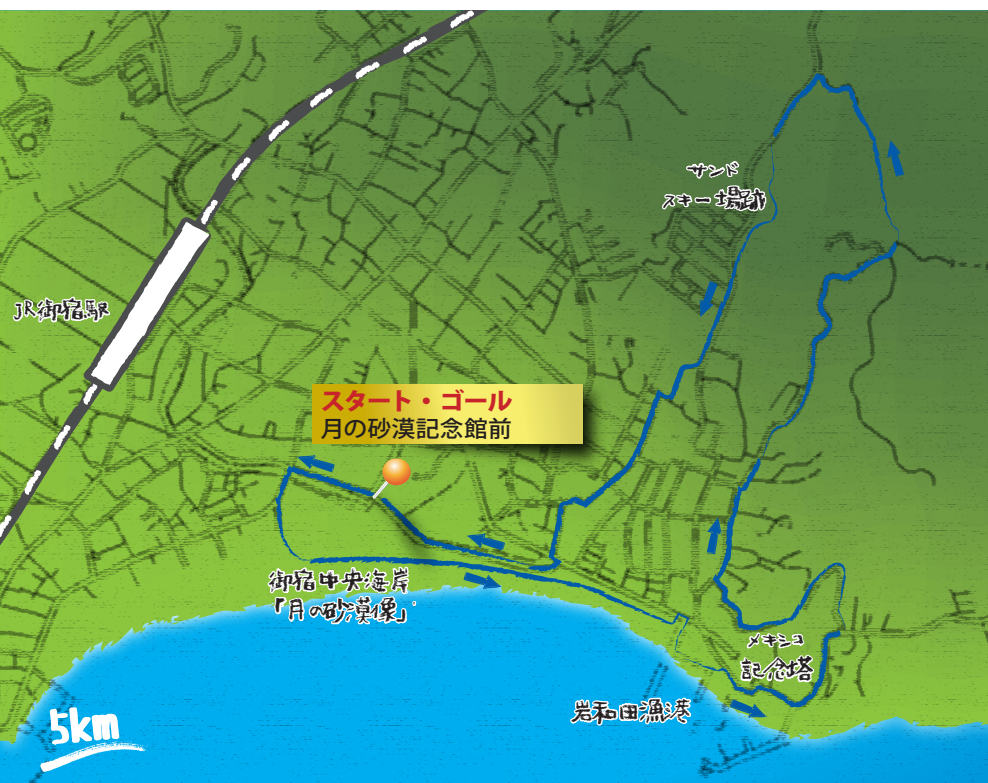 サンド
スキー場跡
JR御宿駅
スタート・ゴール
月の砂漠記念館前
御宿中央海岸
「月の砂漠像」
メキシコ
記念塔
岩和田漁港
5km